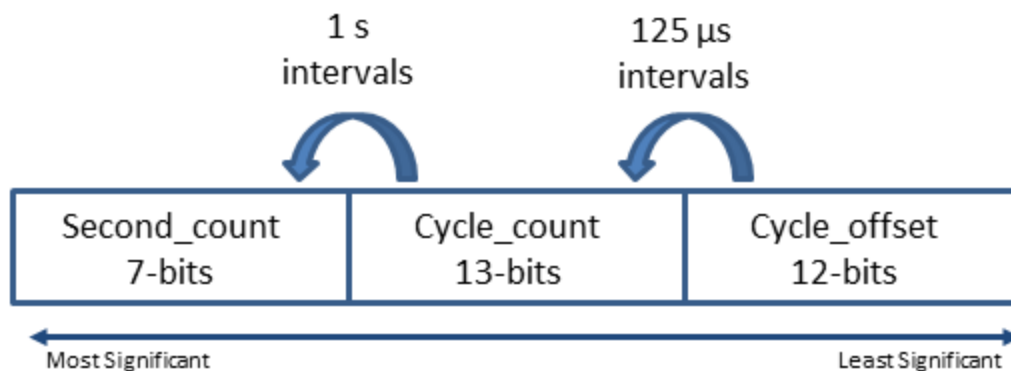 1 s
intervals
125 µs
intervals
Second_count
7-bits
Cycle_count
13-bits
Cycle_offset
12-bits
Most Significant
Least Significant